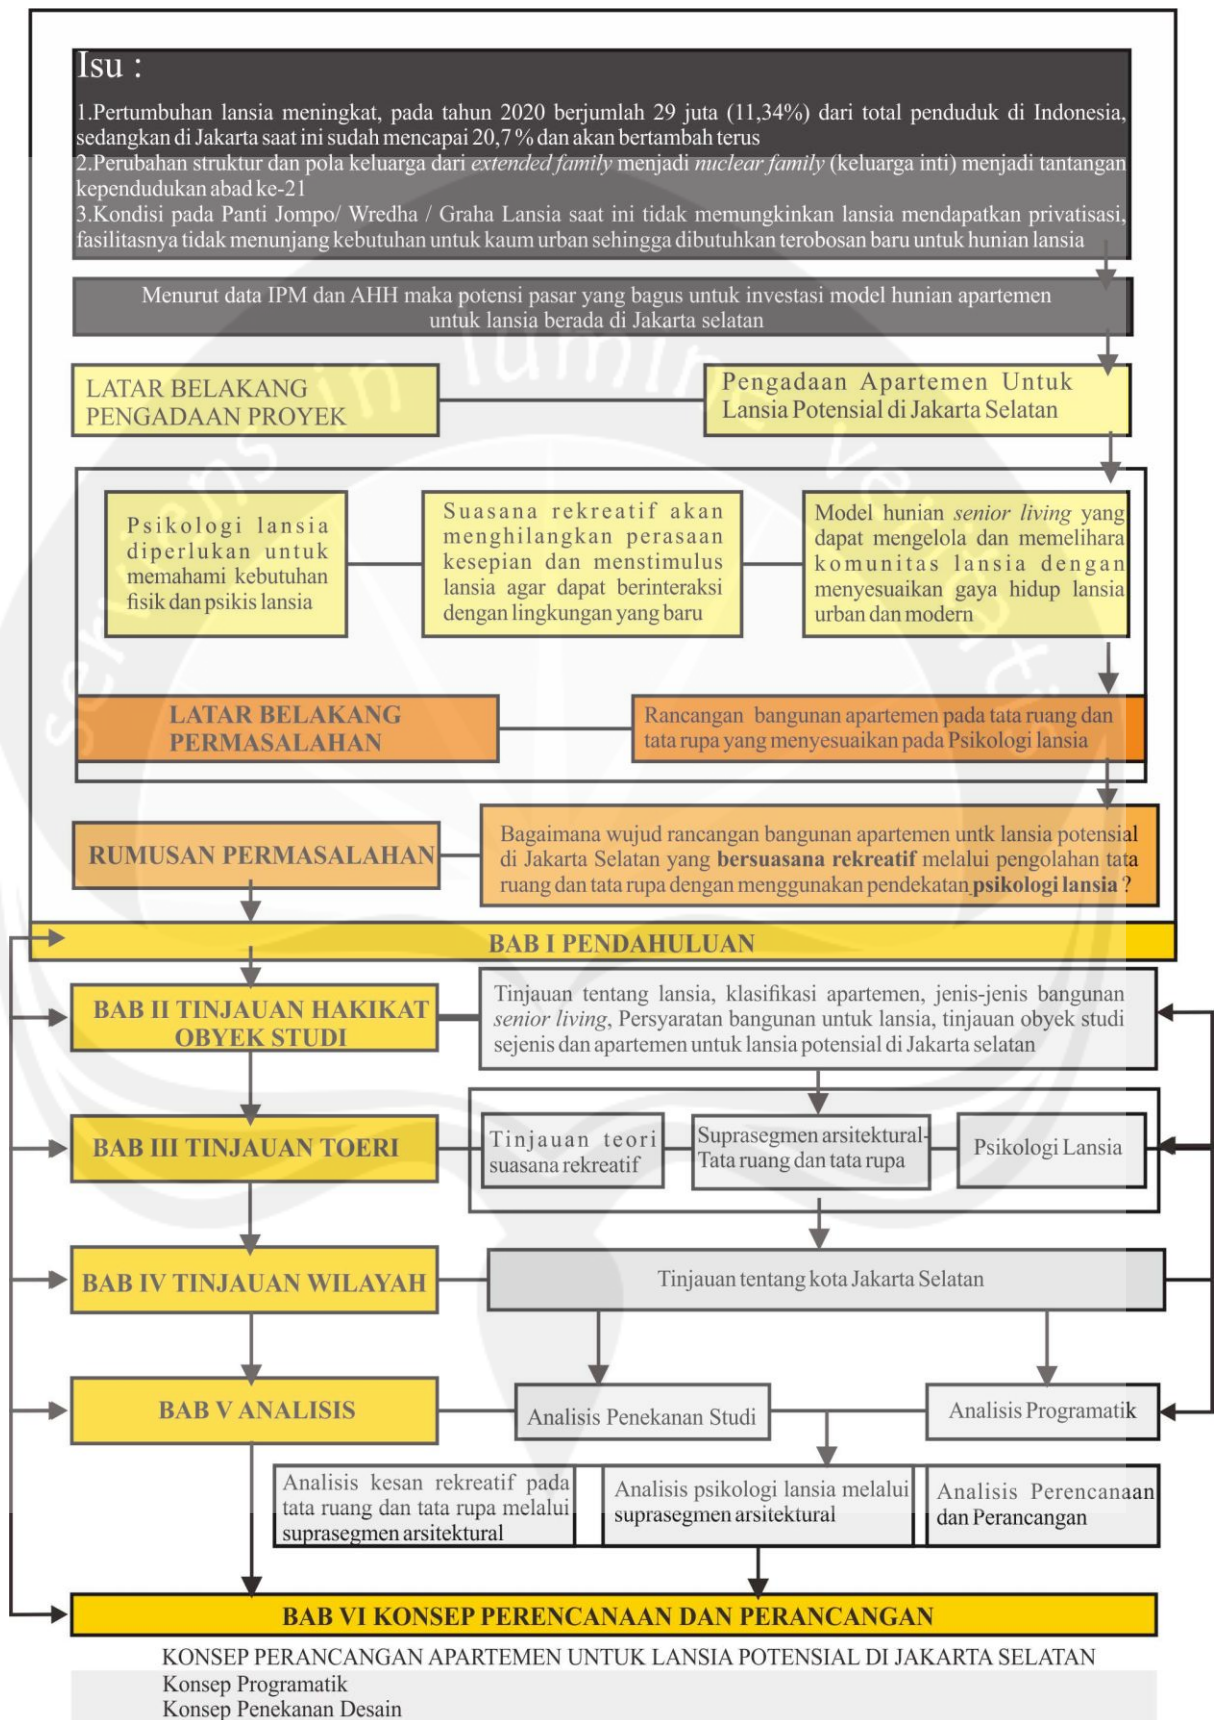 Isu :
1.Pertumbuhan lansia meningkat, pada tahun 2020 berjumlah 29 juta (11,34%) dari total penduduk di Indonesia,
sedangkan di Jakarta saat ini sudah mencapai 20,7 % dan akan bertambah terus
2.Perubahan struktur dan pola keluarga dari extended family menjadi nuclear family (keluarga inti) menjadi tantangan
kependudukan abad ke-21
3.Kondisi pada Panti Jompo/ Wredha / Graha Lansia saat ini tidak memungkinkan lansia mendapatkan privatisasi,
fasilitasnya tidak menunjang kebutuhan untuk kaum urban sehingga dibutuhkan terobosan baru untuk hunian lansia
Menurut data IPM dan AHH maka potensi pasar yang bagus untuk investasi model hunian apartemen
untuk lansia berada di Jakarta selatan
LATAR BELAKANG
PENGADAAN PROYEK
Pengadaan Apartemen Untuk
Lansia Potensial di Jakarta Selatan
Psikologi lansia
diperlukan untuk
memahami kebutuhan
fisik dan psikis lansia
Suasana rekreatif akan
menghilangkan perasaan
kesepian dan menstimulus
lansia agar dapat berinteraksi
dengan lingkungan yang baru
Model hunian senior living yang
dapat mengelola dan memelihara
komunitas lansia dengan
menyesuaikan gaya hidup lansia
urban dan modern
LATAR BELAKANG
PERMASALAHAN
Rancangan bangunan apartemen pada tata ruang dan
tata rupa yang menyesuaikan pada Psikologi lansia
RUMUSAN PERMASALAHAN
Bagaimana wujud rancangan bangunan apartemen untk lansia potensial
di Jakarta Selatan yang bersuasana rekreatif melalui pengolahan tata
ruang dan tata rupa dengan menggunakan pendekatan psikologi lansia ?
BAB I PENDAHULUAN
BAB II TINJAUAN HAKIKAT
OBYEK STUDI
Tinjauan tentang lansia, klasifikasi apartemen, jenis-jenis bangunan
senior living, Persyaratan bangunan untuk lansia, tinjauan obyek studi
sejenis dan apartemen untuk lansia potensial di Jakarta selatan
BAB III TINJAUAN TOERI
Tinjauan teori
suasana rekreatif
Suprasegmen arsitektural-
Tata ruang dan tata rupa
Psikologi Lansia
BAB IV TINJAUAN WILAYAH
Tinjauan tentang kota Jakarta Selatan
BAB V ANALISIS
Analisis Penekanan Studi
Analisis Programatik
Analisis kesan rekreatif pada
tata ruang dan tata rupa melalui
suprasegmen arsitektural
Analisis psikologi lansia melalui
suprasegmen arsitektural
Analisis Perencanaan
dan Perancangan
BAB VI KONSEP PERENCANAAN DAN PERANCANGAN
KONSEP PERANCANGAN APARTEMEN UNTUK LANSIA POTENSIAL DI JAKARTA SELATAN
Konsep Programatik
Konsep Penekanan Desain
serviens in lumine veritatis